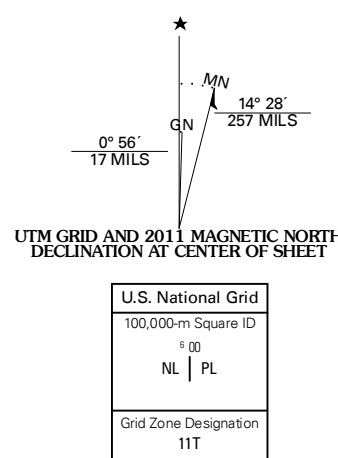 ★
MN
GN
14° 28´
257 MILS
0° 56´
17 MILS
UTM GRID AND 2011 MAGNETIC NORTH
DECLINATION AT CENTER OF SHEET
U.S. National Grid
100,000-m Square ID
6 00
NL | PL
Grid Zone Designation
11T